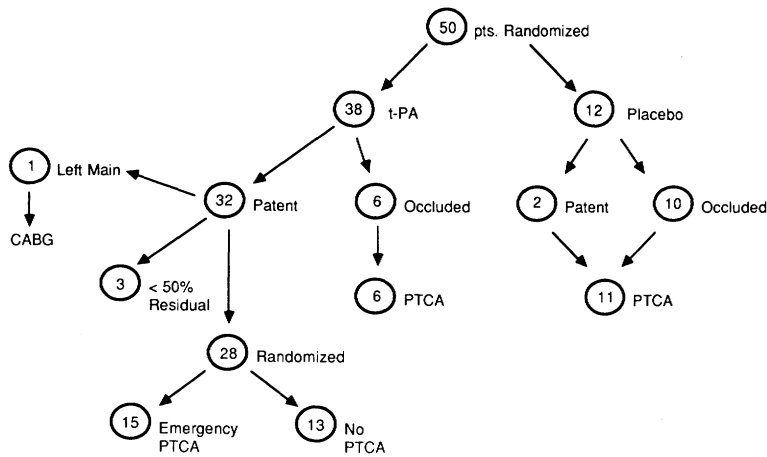 50 pts. Randomized
38 t-PA
12 Placebo
1 Left Main
32 Patent
6 Occluded
2 Patent
10 Occluded
CABG
3 < 50%
Residual
6 PTCA
11 PTCA
28 Randomized
15 Emergency
PTCA
13 No
PTCA